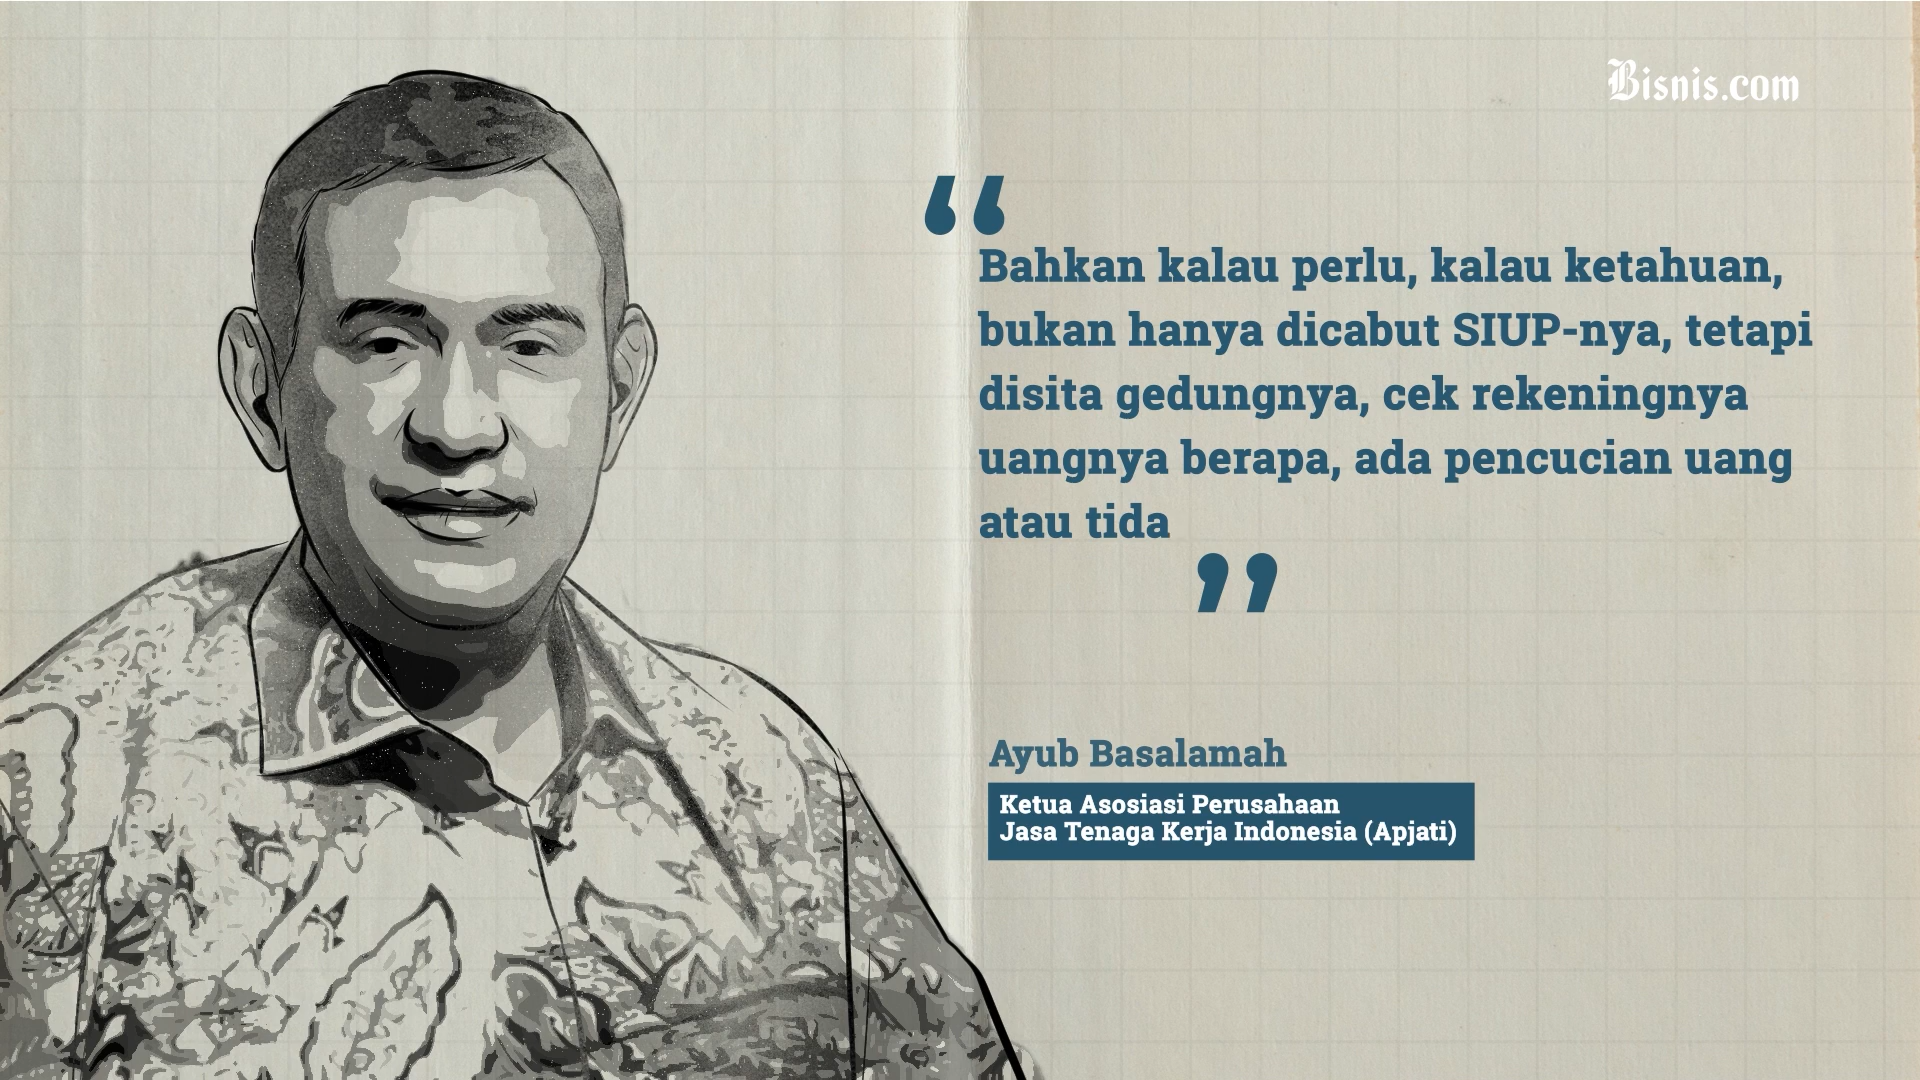 Bisnis.com
“
Bahkan kalau perlu, kalau ketahuan,
bukan hanya dicabut SIUP-nya, tetapi
disita gedungnya, cek rekeningnya
uangnya berapa, ada pencucian uang
atau tida
”
Ayub Basalamah
Ketua Asosiasi Perusahaan
Jasa Tenaga Kerja Indonesia (Apjati)